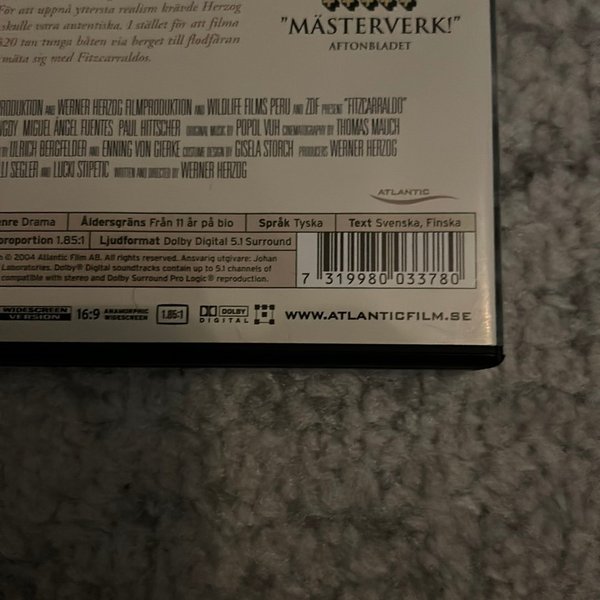 För att uppnå yttersta realism krävde Herzog
skulle vara autentiska. I stället för att filma
320 ton tunga båten via berget till flodfåran
mäta sig med Fitzcarraldos.
"MÄSTERVERK!"
AFTONBLADET
PRODUKTION AND WERNER HERZOG FILMPRODUKTION AND WILDLIFE FILMS PERU AND ZDF PRESENT "FITZCARRALDO"
MIGUEL ÁNGEL FUENTES PAUL HITTSCHER ORIGINAL MUSIC BY POPOL VUH CINEMATOGRAPHY BY THOMAS MAUCH
BY ULRICH BERGFELDER AND ENNING VON GIERKE COSTUME DESIGN BY GISELA STORCH PRODUCERS WERNER HERZOG
LLI SEGLER AND LUCKI STIPETIC WRITTEN AND DIRECTED BY WERNER HERZOG
ATLANTIC
enre Drama Åldersgräns Från 11 år på bio Språk Tyska Text Svenska, Finska
proportion 1.85:1 Ljudformat Dolby Digital 5.1 Surround
© 2004 Atlantic Film AB. All rights reserved. Ansvarig utgivare: Johan
Laboratories. Dolby® Digital soundtracks contain up to 5.1 channels of
compatible with stereo and Dolby Surround Pro Logic® reproduction.
7 319980 033780
WIDESCREEN VERSION 16:9 ANAMORPHIC WIDESCREEN 1.85:1 DOLBY DIGITAL WWW.ATLANTICFILM.SE